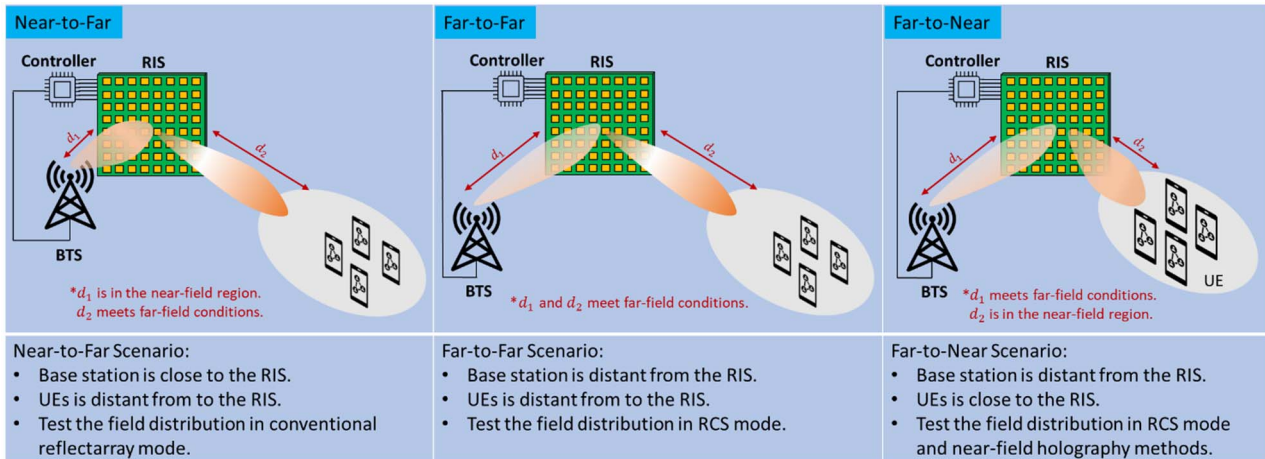 Near-to-Far
Controller
RIS
d₁
d₂
BTS
*d₁ is in the near-field region.
d₂ meets far-field conditions.
Near-to-Far Scenario:
• Base station is close to the RIS.
• UEs is distant from to the RIS.
• Test the field distribution in conventional
reflectarray mode.
Far-to-Far
Controller
RIS
d₁
d₂
BTS
*d₁ and d₂ meet far-field conditions.
Far-to-Far Scenario:
• Base station is distant from the RIS.
• UEs is distant from to the RIS.
• Test the field distribution in RCS mode.
Far-to-Near
Controller
RIS
d₁
d₂
BTS
UE
*d₁ meets far-field conditions.
d₂ is in the near-field region.
Far-to-Near Scenario:
• Base station is distant from the RIS.
• UEs is close to the RIS.
• Test the field distribution in RCS mode
and near-field holography methods.